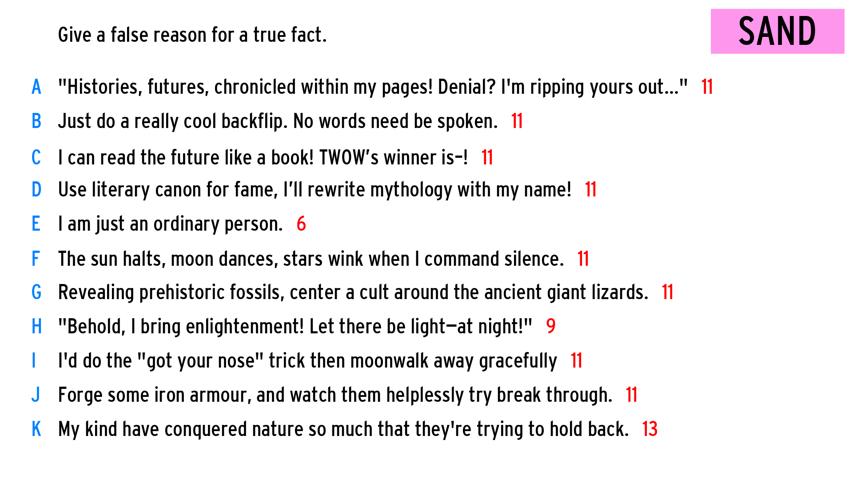 Give a false reason for a true fact.
SAND
A "Histories, futures, chronicled within my pages! Denial? I'm ripping yours out..." 11
B Just do a really cool backflip. No words need be spoken. 11
C I can read the future like a book! TWOW's winner is-! 11
D Use literary canon for fame, I'll rewrite mythology with my name! 11
E I am just an ordinary person. 6
F The sun halts, moon dances, stars wink when I command silence. 11
G Revealing prehistoric fossils, center a cult around the ancient giant lizards. 11
H "Behold, I bring enlightenment! Let there be light—at night!" 9
I I'd do the "got your nose" trick then moonwalk away gracefully 11
J Forge some iron armour, and watch them helplessly try break through. 11
K My kind have conquered nature so much that they're trying to hold back. 13